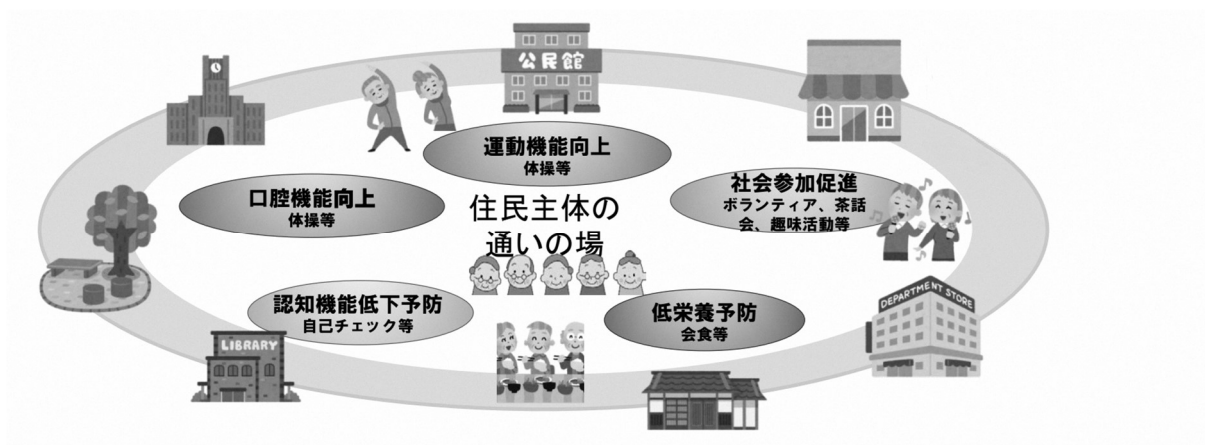 公民館
運動機能向上
体操等
口腔機能向上
体操等
社会参加促進
ボランティア、茶話
会、趣味活動等
住民主体の
通いの場
認知機能低下予防
自己チェック等
低栄養予防
会食等
DEPARTMENT STORE
LIBRARY